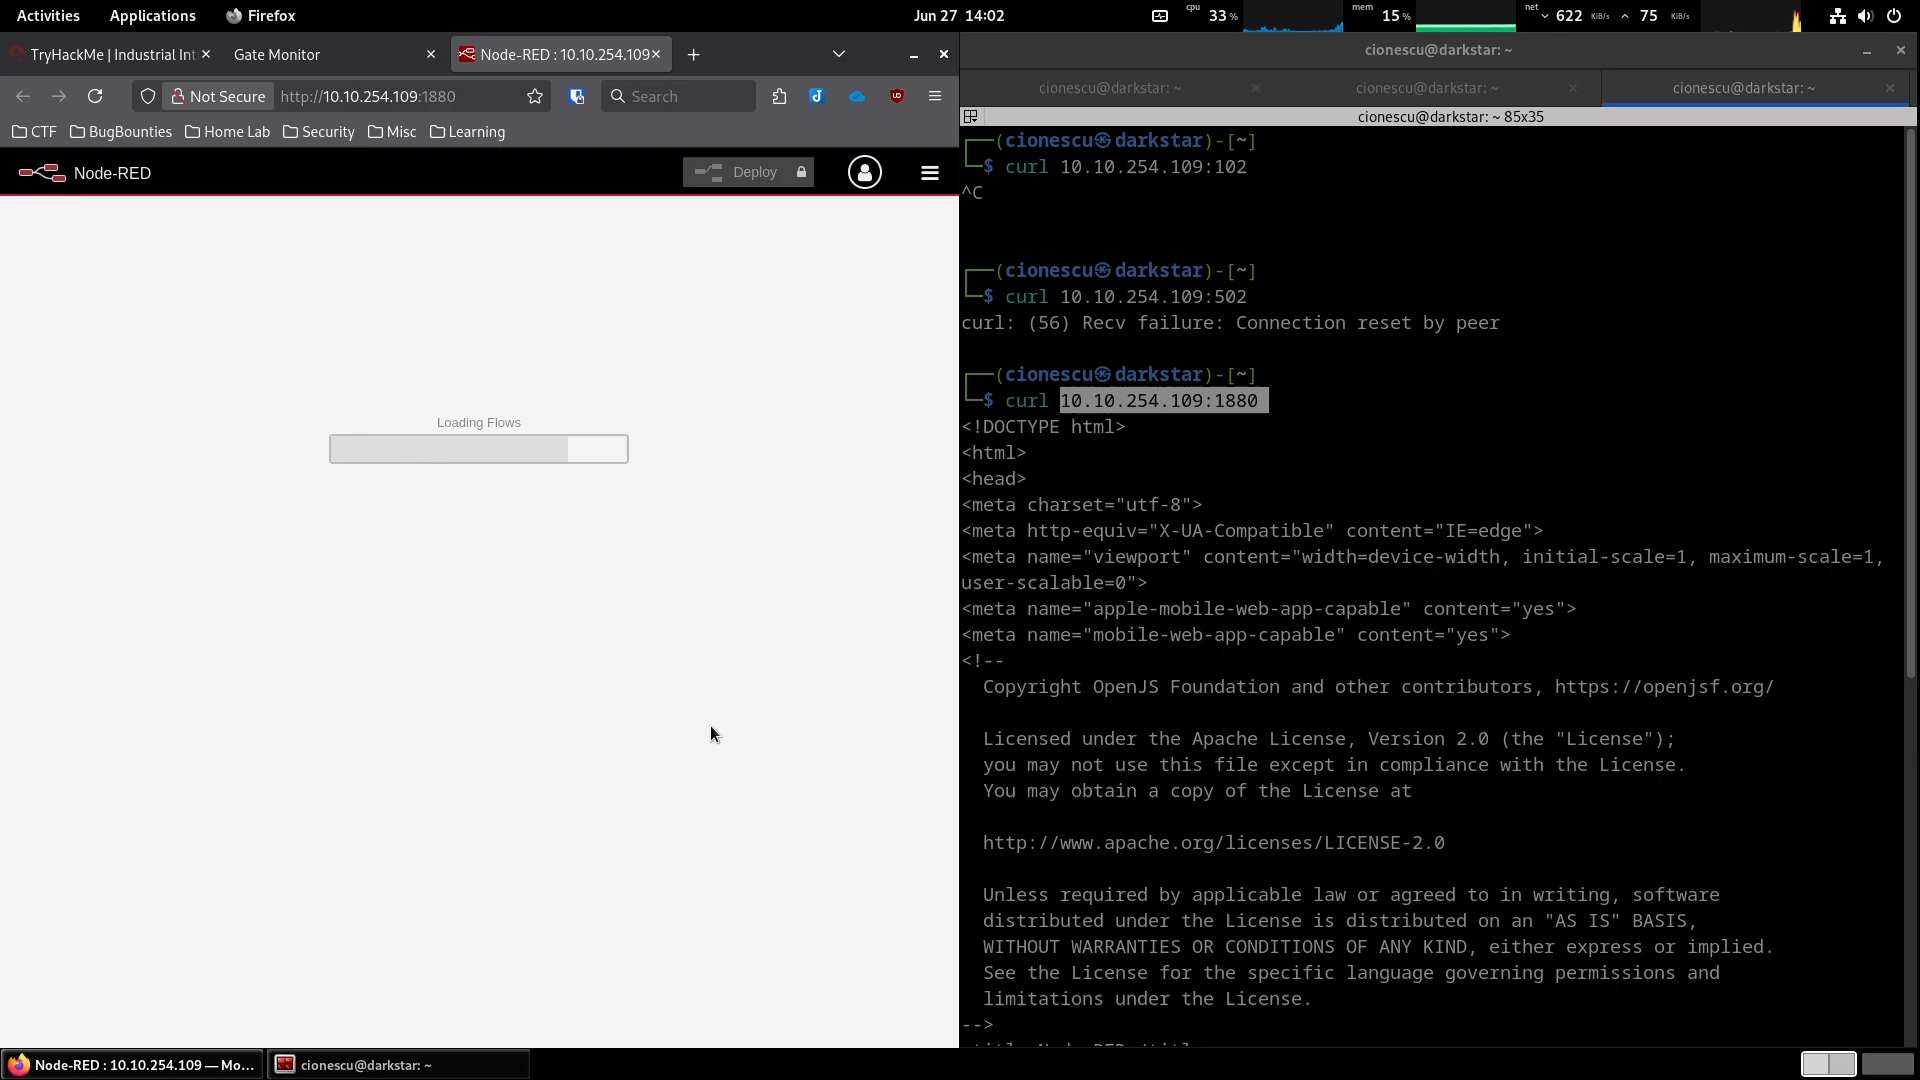 Activities Applications Firefox Jun 27 14:02 cpu 33 % mem 15 % net 622 KiB/s 75 KiB/s
TryHackMe | Industrial Int Gate Monitor Node-RED : 10.10.254.109
Not Secure http://10.10.254.109:1880 Search
CTF BugBounties Home Lab Security Misc Learning
Node-RED Deploy
Loading Flows
cionescu@darkstar: ~
cionescu@darkstar: ~ cionescu@darkstar: ~ cionescu@darkstar: ~
cionescu@darkstar: ~ 85x35
(cionescu㉿darkstar)-[~]
$ curl 10.10.254.109:102
^C
(cionescu㉿darkstar)-[~]
$ curl 10.10.254.109:502
curl: (56) Recv failure: Connection reset by peer
(cionescu㉿darkstar)-[~]
$ curl 10.10.254.109:1880
<!DOCTYPE html>
<html>
<head>
<meta charset="utf-8">
<meta http-equiv="X-UA-Compatible" content="IE=edge">
<meta name="viewport" content="width=device-width, initial-scale=1, maximum-scale=1,
user-scalable=0">
<meta name="apple-mobile-web-app-capable" content="yes">
<meta name="mobile-web-app-capable" content="yes">
<!--
Copyright OpenJS Foundation and other contributors, https://openjsf.org/
Licensed under the Apache License, Version 2.0 (the "License");
you may not use this file except in compliance with the License.
You may obtain a copy of the License at
http://www.apache.org/licenses/LICENSE-2.0
Unless required by applicable law or agreed to in writing, software
distributed under the License is distributed on an "AS IS" BASIS,
WITHOUT WARRANTIES OR CONDITIONS OF ANY KIND, either express or implied.
See the License for the specific language governing permissions and
limitations under the License.
-->
Node-RED : 10.10.254.109 — Mo... cionescu@darkstar: ~